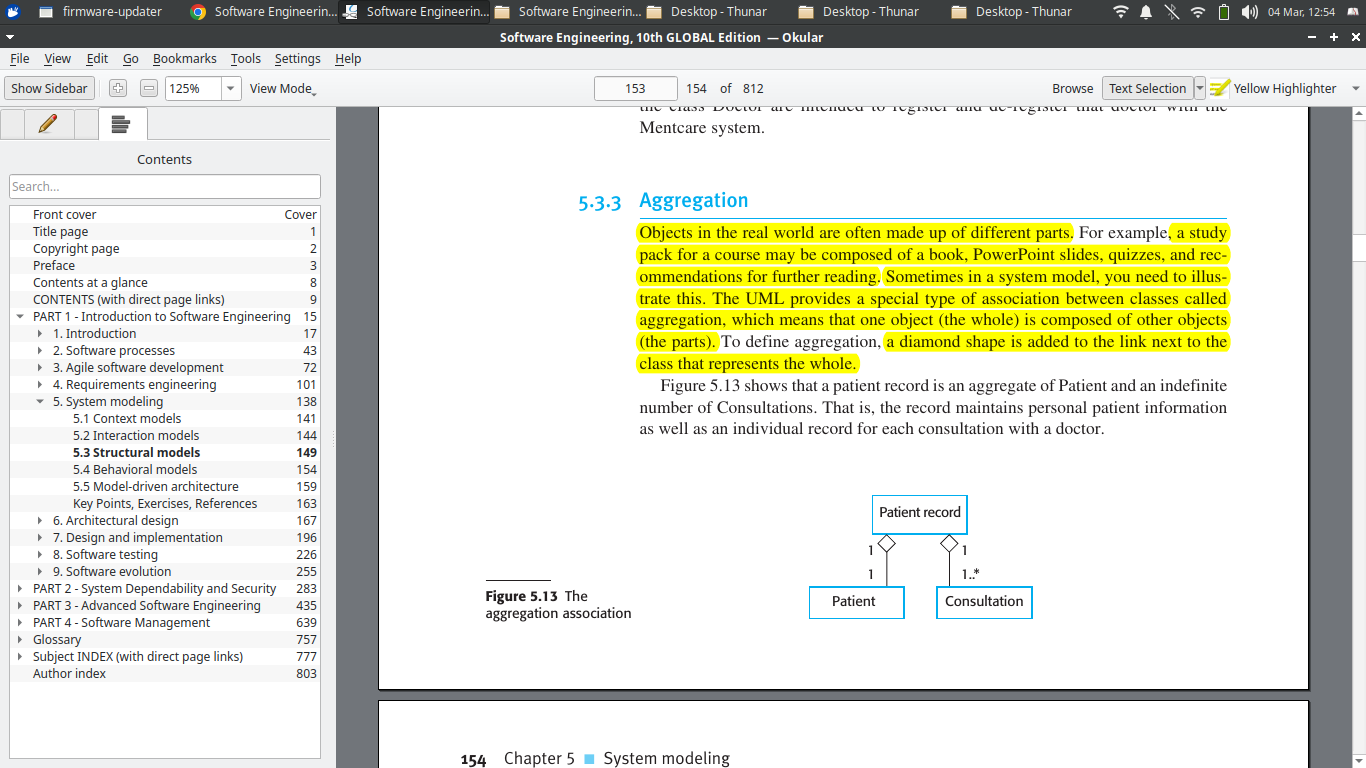 firmware-updater
Software Engineerin...
Software Engineerin...
Software Engineerin...
Desktop - Thunar
Desktop - Thunar
Desktop - Thunar
04 Mar, 12:54
Software Engineering, 10th GLOBAL Edition — Okular
File View Edit Go Bookmarks Tools Settings Help
Show Sidebar 125% View Mode 153 154 of 812 Browse Text Selection Yellow Highlighter
Contents
Search...
Front cover Cover
Title page 1
Copyright page 2
Preface 3
Contents at a glance 8
CONTENTS (with direct page links) 9
PART 1 - Introduction to Software Engineering 15
1. Introduction 17
2. Software processes 43
3. Agile software development 72
4. Requirements engineering 101
5. System modeling 138
5.1 Context models 141
5.2 Interaction models 144
5.3 Structural models 149
5.4 Behavioral models 154
5.5 Model-driven architecture 159
Key Points, Exercises, References 163
6. Architectural design 167
7. Design and implementation 196
8. Software testing 226
9. Software evolution 255
PART 2 - System Dependability and Security 283
PART 3 - Advanced Software Engineering 435
PART 4 - Software Management 639
Glossary 757
Subject INDEX (with direct page links) 777
Author index 803
the class Doctor are intended to register and de-register that doctor with the
Mentcare system.
5.3.3 Aggregation
Objects in the real world are often made up of different parts. For example, a study
pack for a course may be composed of a book, PowerPoint slides, quizzes, and rec-
ommendations for further reading. Sometimes in a system model, you need to illus-
trate this. The UML provides a special type of association between classes called
aggregation, which means that one object (the whole) is composed of other objects
(the parts). To define aggregation, a diamond shape is added to the link next to the
class that represents the whole.
Figure 5.13 shows that a patient record is an aggregate of Patient and an indefinite
number of Consultations. That is, the record maintains personal patient information
as well as an individual record for each consultation with a doctor.
Patient record
1 1
1 1..*
Patient Consultation
Figure 5.13 The
aggregation association
154 Chapter 5 System modeling